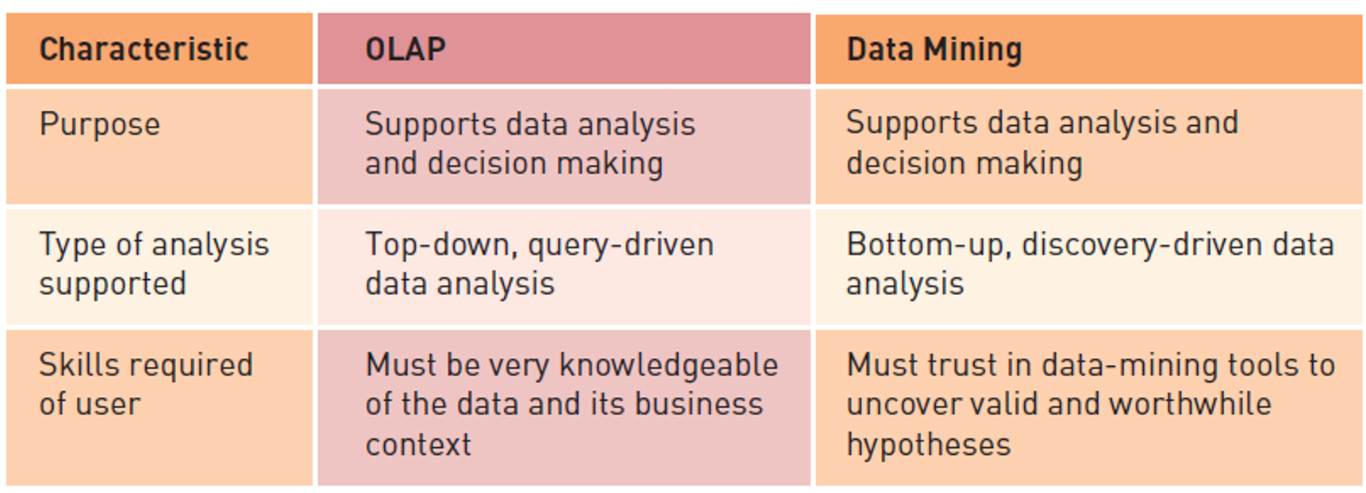 Characteristic
OLAP
Data Mining
Purpose
Supports data analysis
and decision making
Supports data analysis and
decision making
Type of analysis
supported
Top-down, query-driven
data analysis
Bottom-up, discovery-driven data
analysis
Skills required
of user
Must be very knowledgeable
of the data and its business
context
Must trust in data-mining tools to
uncover valid and worthwhile
hypotheses